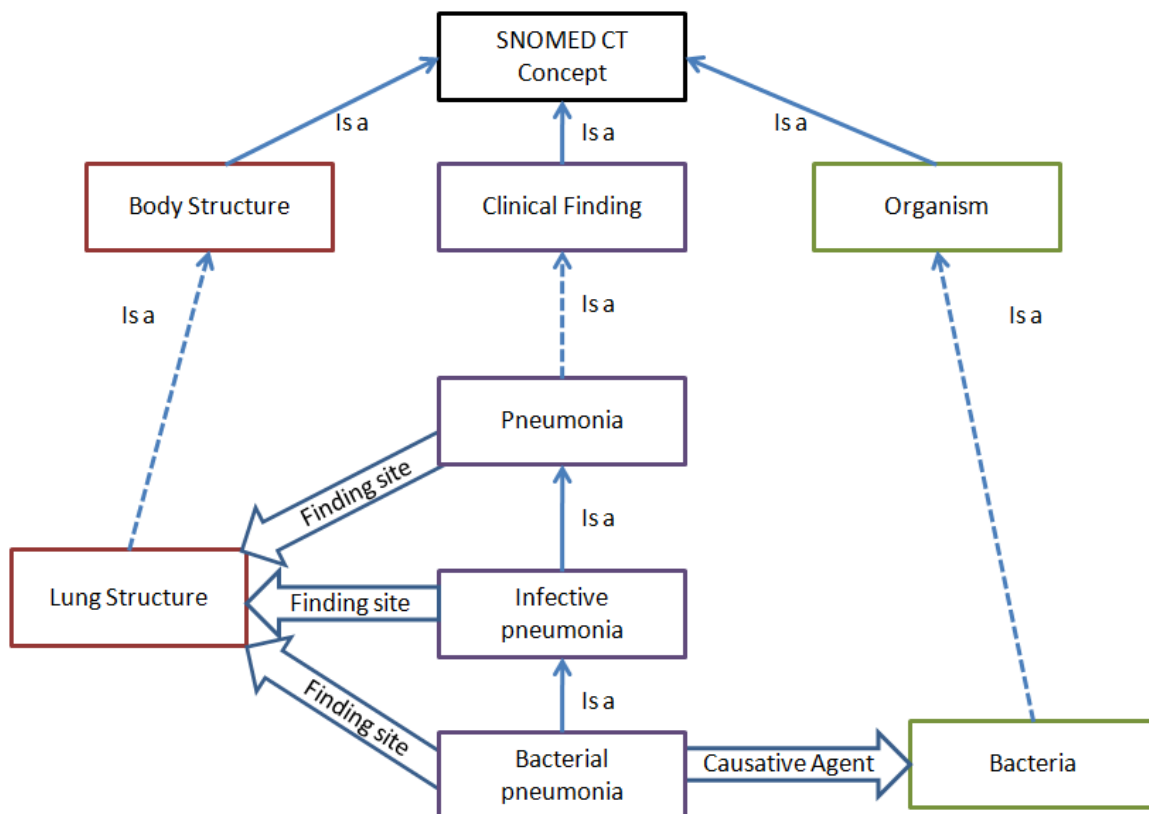 SNOMED CT
Concept
Is a
Is a
Is a
Body Structure
Clinical Finding
Organism
Is a
Is a
Is a
Pneumonia
Finding site
Is a
Lung Structure
Finding site
Infective
pneumonia
Finding site
Is a
Bacterial
pneumonia
Causative Agent
Bacteria